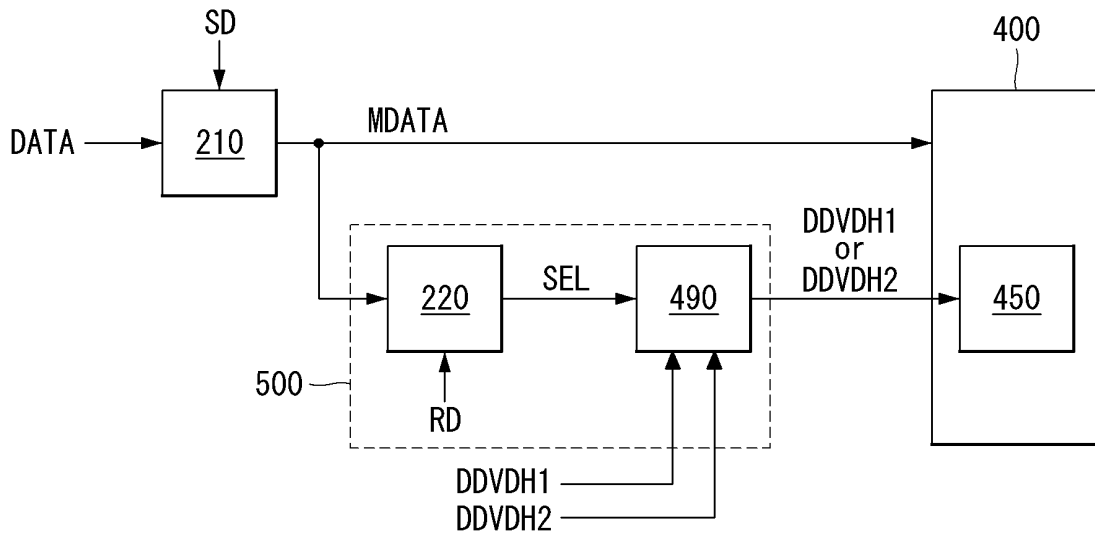 SD
400
DATA
210
MDATA
DDVDH1
or
DDVDH2
220
SEL
490
450
500
RD
DDVDH1
DDVDH2